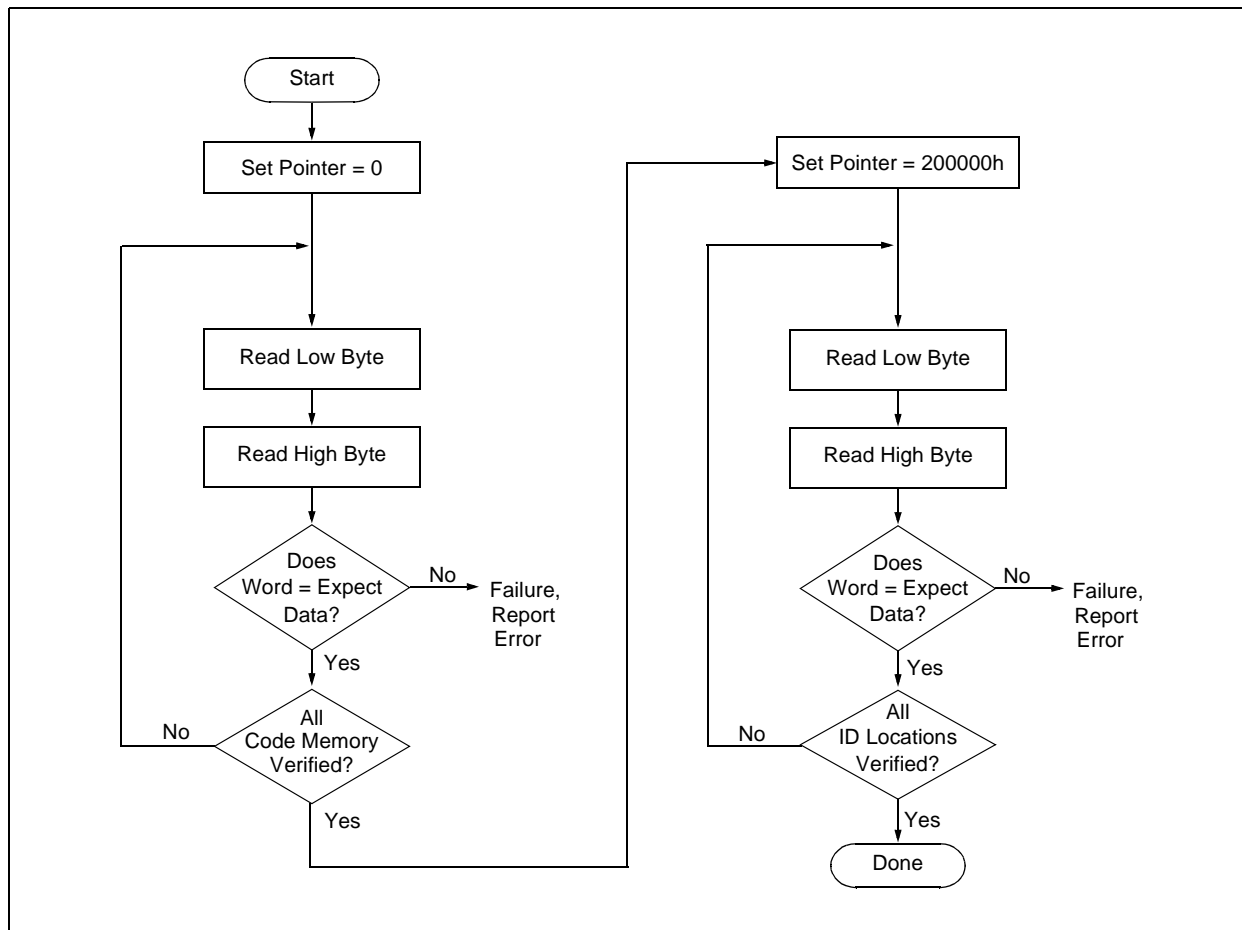 Start
Set Pointer = 0
Read Low Byte
Read High Byte
Does
Word = Expect
Data?
No
Failure,
Report
Error
Yes
All
Code Memory
Verified?
No
Yes
Set Pointer = 200000h
Read Low Byte
Read High Byte
Does
Word = Expect
Data?
No
Failure,
Report
Error
Yes
All
ID Locations
Verified?
No
Yes
Done